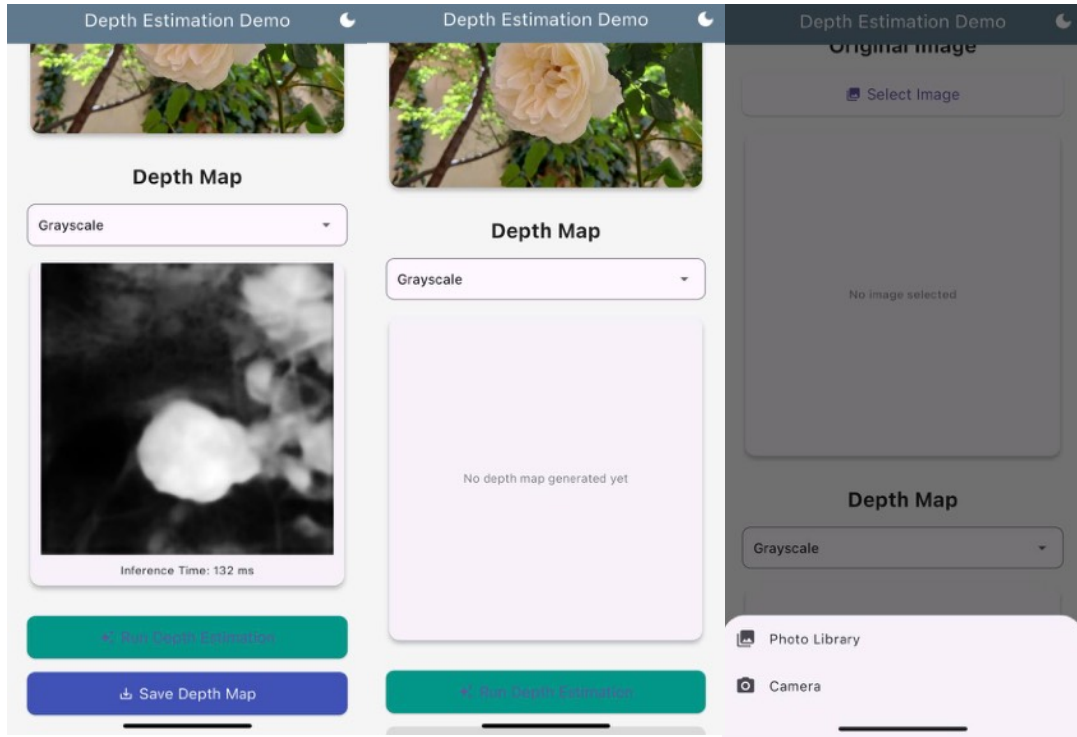 Depth Estimation Demo
Depth Map
Grayscale
Inference Time: 132 ms
Run Depth Estimation
Save Depth Map
Depth Estimation Demo
Depth Map
Grayscale
No depth map generated yet
Run Depth Estimation
Depth Estimation Demo
Original Image
Select Image
No image selected
Depth Map
Grayscale
Photo Library
Camera